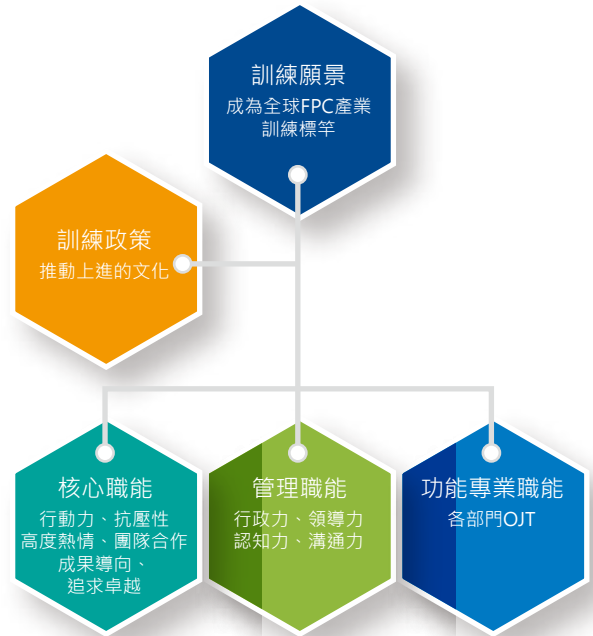 訓練願景
成為全球FPC產業
訓練標竿
訓練政策
推動上進的文化
核心職能
行動力、抗壓性
高度熱情、團隊合作
成果導向、
追求卓越
管理職能
行政力、領導力
認知力、溝通力
功能專業職能
各部門OJT